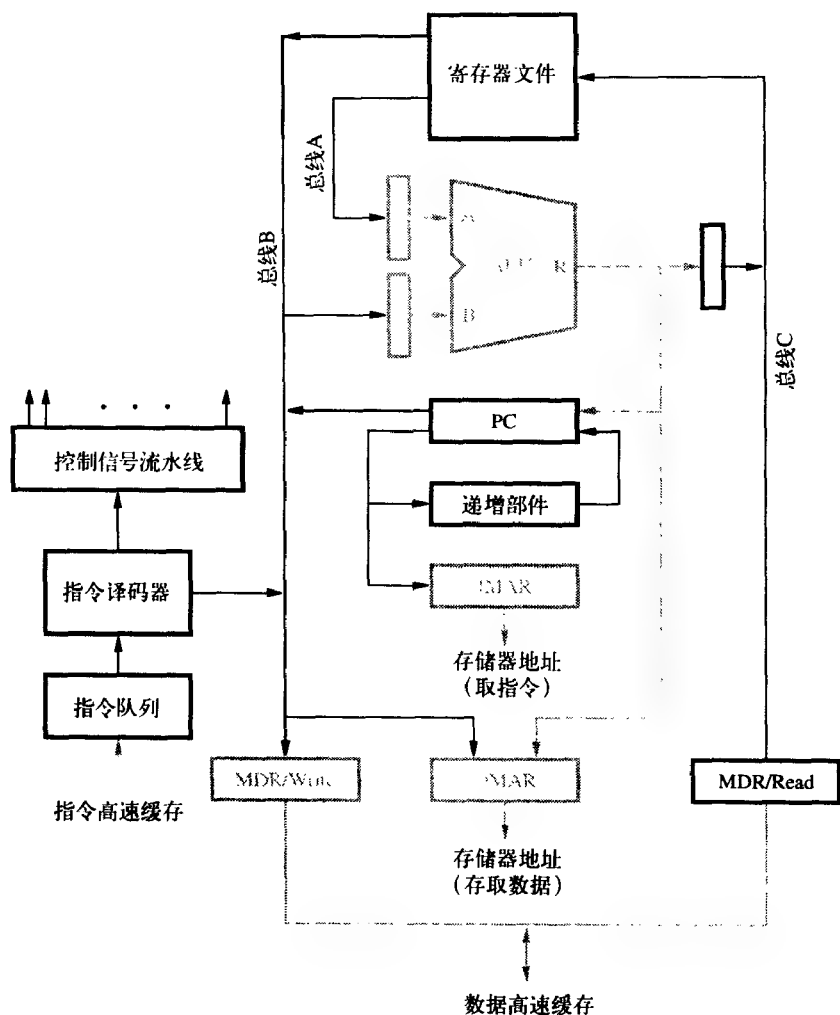 寄存器文件
总线A
总线B
A
R
B
总线C
PC
控制信号流水线
递增部件
指令译码器
存储器地址
(取指令)
指令队列
MDR/Read
指令高速缓存
存储器地址
(存取数据)
数据高速缓存